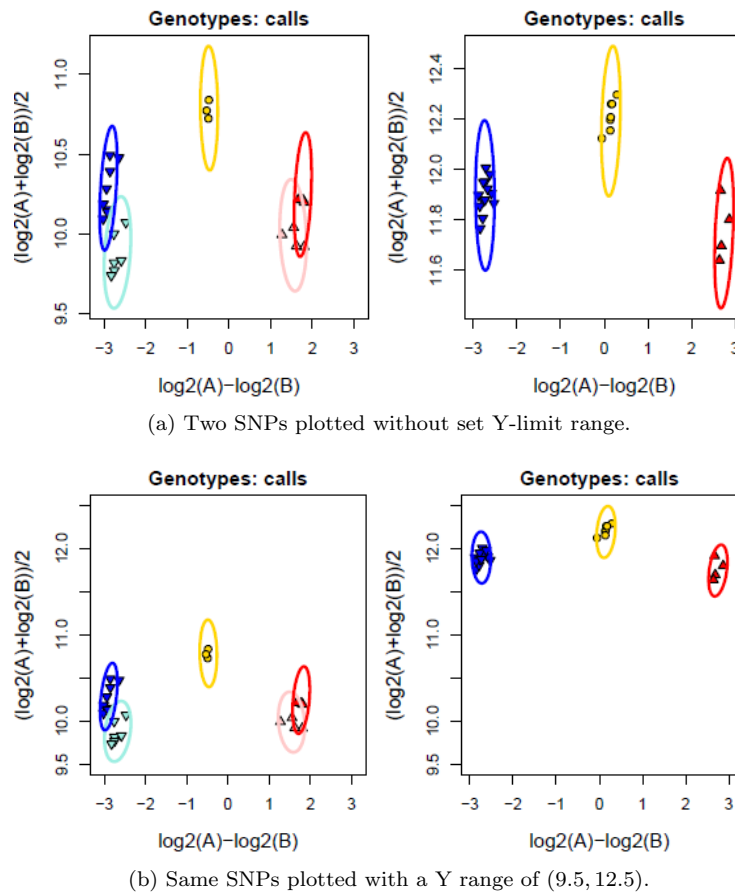 Genotypes: calls
Genotypes: calls
(log2(A)+log2(B))/2
11.0
10.5
10.0
9.5
−3 −2 −1 0 1 2 3
log2(A)−log2(B)
(log2(A)+log2(B))/2
12.4
12.2
12.0
11.8
11.6
−3 −2 −1 0 1 2 3
log2(A)−log2(B)
(a) Two SNPs plotted without set Y-limit range.
Genotypes: calls
Genotypes: calls
(log2(A)+log2(B))/2
12.0
11.0
10.0
9.5
−3 −2 −1 0 1 2 3
log2(A)−log2(B)
(log2(A)+log2(B))/2
12.0
11.0
10.0
9.5
−3 −2 −1 0 1 2 3
log2(A)−log2(B)
(b) Same SNPs plotted with a Y range of (9.5, 12.5).